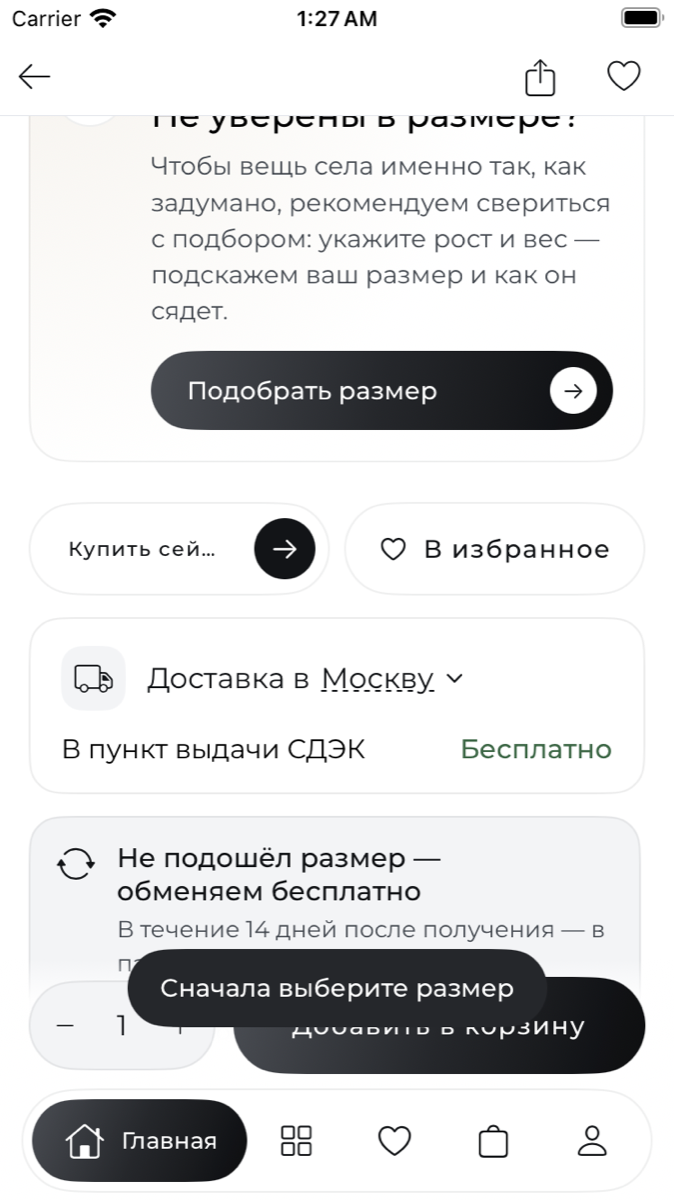 Carrier
1:27 AM
Не уверены в размере?
Чтобы вещь села именно так, как
задумано, рекомендуем свериться
с подбором: укажите рост и вес —
подскажем ваш размер и как он
сядет.
Подобрать размер
Купить сей...
В избранное
Доставка в Москву
В пункт выдачи СДЭК
Бесплатно
Не подошёл размер —
обменяем бесплатно
В течение 14 дней после получения — в
Сначала выберите размер
− 1 +
Добавить в корзину
Главная